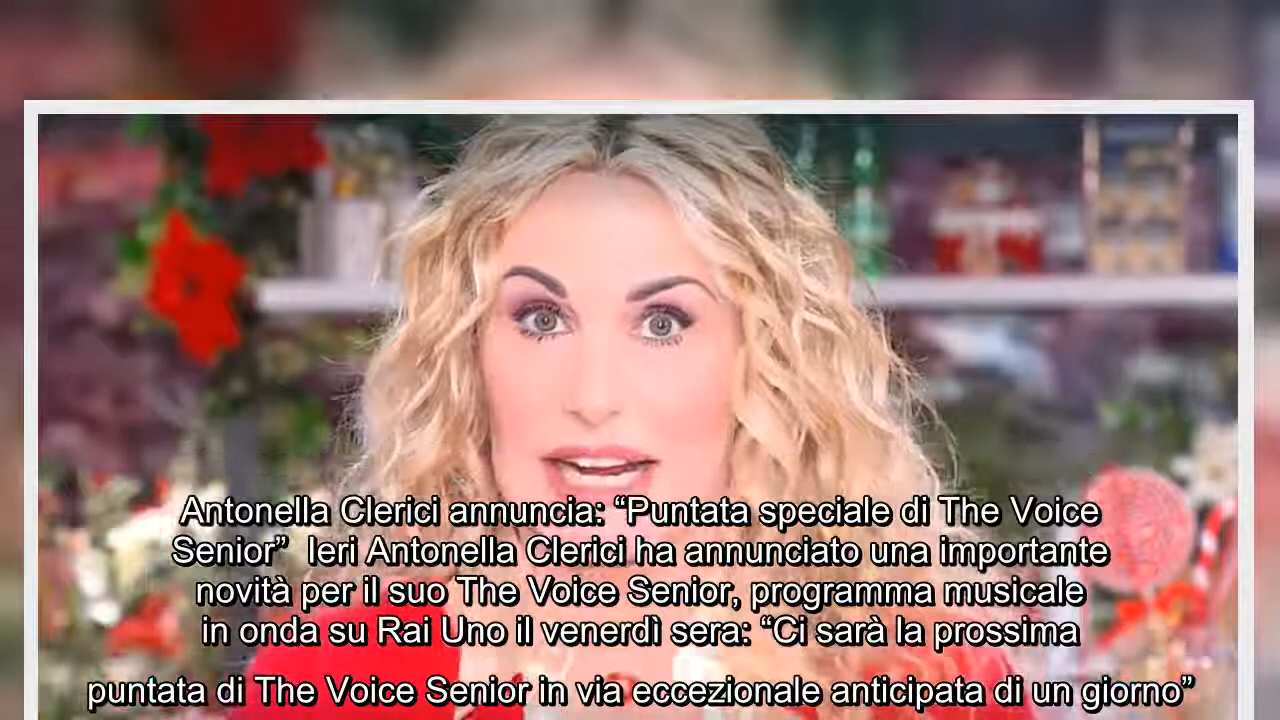 Antonella Clerici annuncia: “Puntata speciale di The Voice
Senior”  Ieri Antonella Clerici ha annunciato una importante
novità per il suo The Voice Senior, programma musicale
in onda su Rai Uno il venerdì sera: “Ci sarà la prossima
puntata di The Voice Senior in via eccezionale anticipata di un giorno”